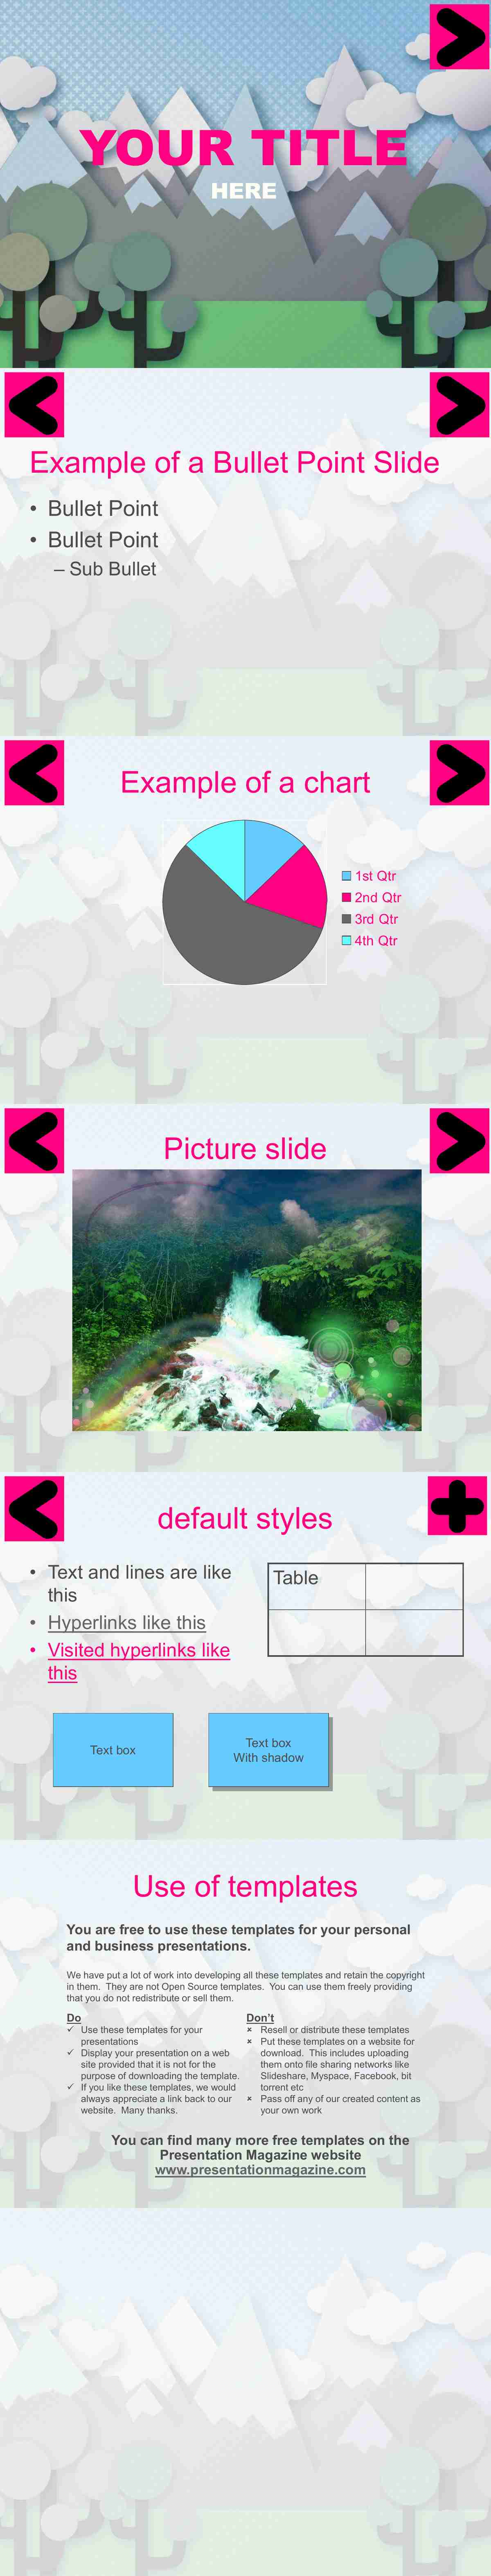 YOUR TITLE
HERE
Example of a Bullet Point Slide
• Bullet Point
• Bullet Point
– Sub Bullet
Example of a chart
1st Qtr
2nd Qtr
3rd Qtr
4th Qtr
Picture slide
default styles
• Text and lines are like
this
• Hyperlinks like this
• Visited hyperlinks like
this
Table
Text box
Text box
With shadow
Use of templates
You are free to use these templates for your personal
and business presentations.
We have put a lot of work into developing all these templates and retain the copyright
in them. They are not Open Source templates. You can use them freely providing
that you do not redistribute or sell them.
Do
✓ Use these templates for your
presentations
✓ Display your presentation on a web
site provided that it is not for the
purpose of downloading the template.
✓ If you like these templates, we would
always appreciate a link back to our
website. Many thanks.
Don’t
× Resell or distribute these templates
× Put these templates on a website for
download. This includes uploading
them onto file sharing networks like
Slideshare, Myspace, Facebook, bit
torrent etc
× Pass off any of our created content as
your own work
You can find many more free templates on the
Presentation Magazine website
www.presentationmagazine.com